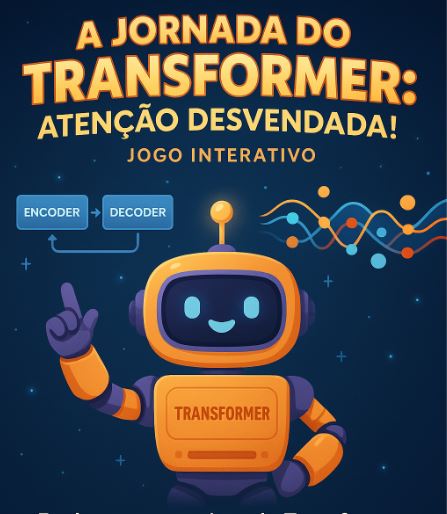 A JORNADA DO
TRANSFORMER:
ATENÇÃO DESVENDADA!
JOGO INTERATIVO
ENCODER
DECODER
TRANSFORMER